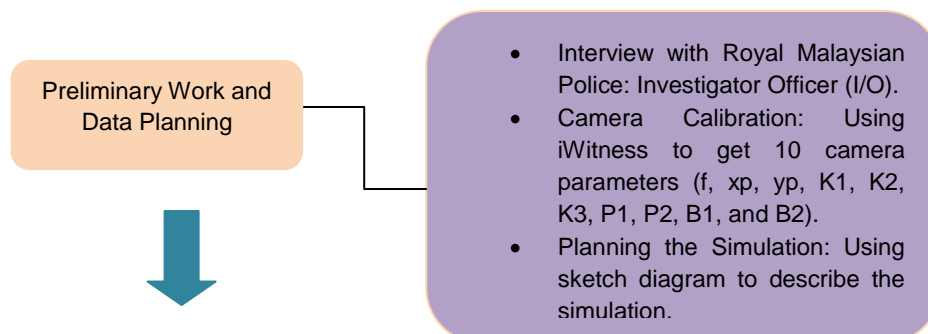 Preliminary Work and
Data Planning
• Interview with Royal Malaysian
Police: Investigator Officer (I/O).
• Camera Calibration: Using
iWitness to get 10 camera
parameters (f, xp, yp, K1, K2,
K3, P1, P2, B1, and B2).
• Planning the Simulation: Using
sketch diagram to describe the
simulation.